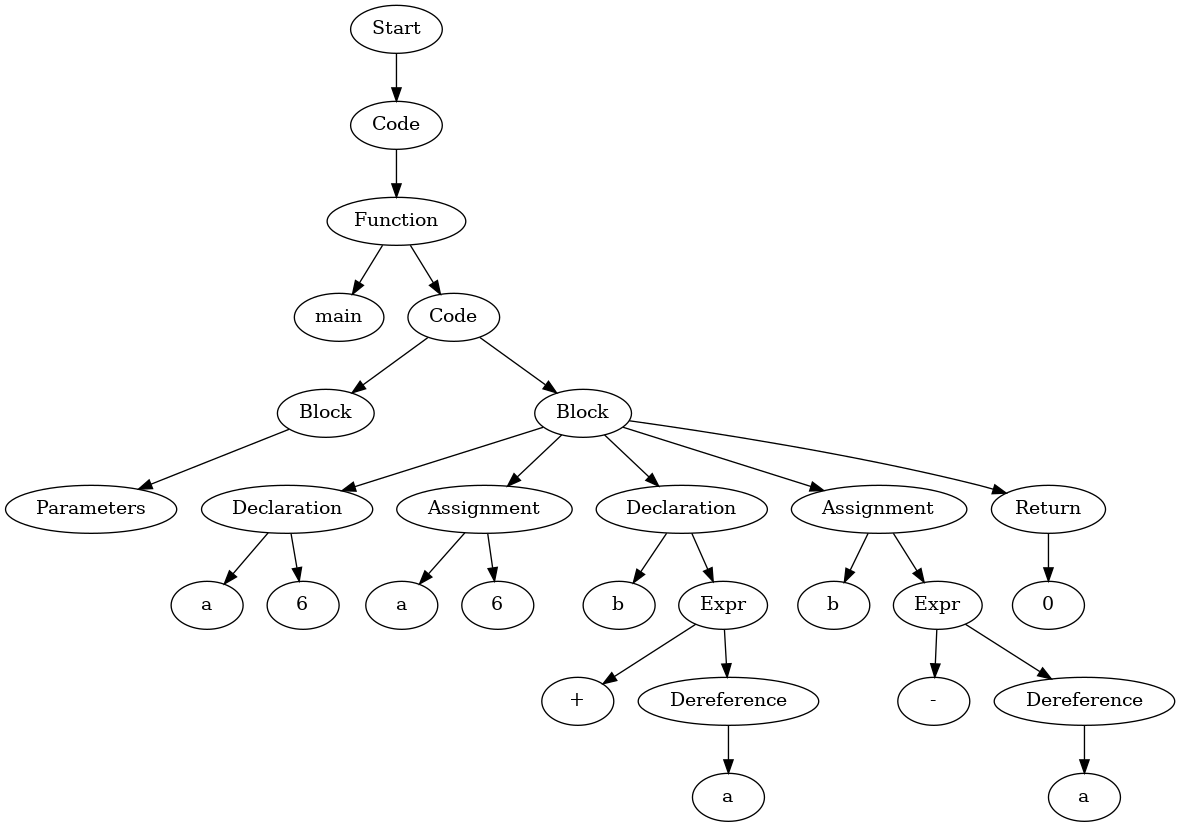 Start
Code
Function
main
Code
Block
Block
Parameters
Declaration
Assignment
Declaration
Assignment
Return
a
6
a
6
b
Expr
b
Expr
0
+
Dereference
-
Dereference
a
a